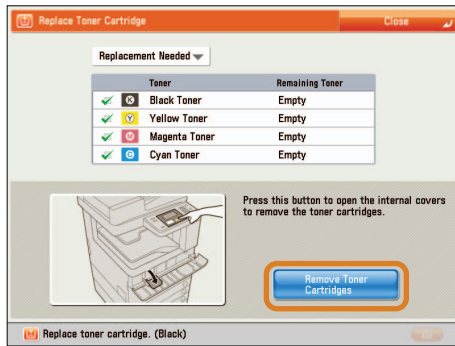 Replace Toner Cartridge
Close
Replacement Needed
Toner Remaining Toner
K Black Toner Empty
Y Yellow Toner Empty
M Magenta Toner Empty
C Cyan Toner Empty
Press this button to open the internal covers
to remove the toner cartridges.
Remove Toner
Cartridges
Replace toner cartridge. (Black)